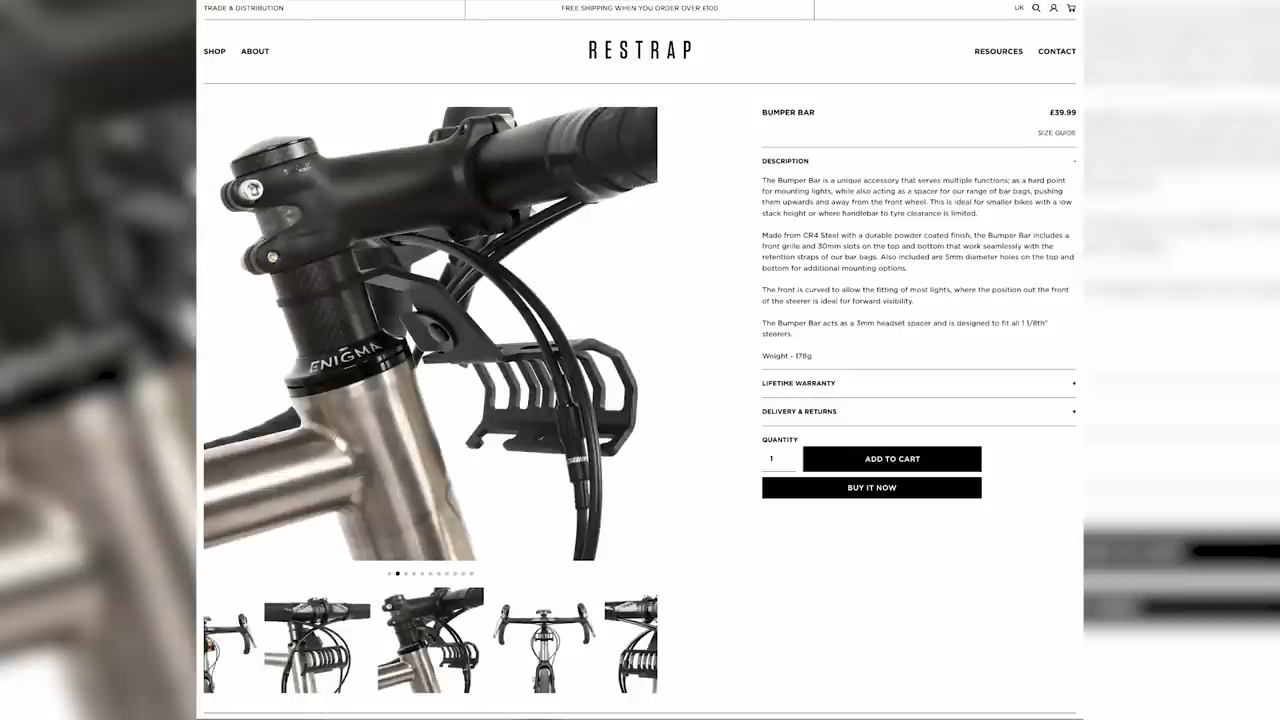 TRADE & DISTRIBUTION
FREE SHIPPING WHEN YOU ORDER OVER £100
UK
SHOP
ABOUT
RESTRAP
RESOURCES
CONTACT
ENIGMA
BUMPER BAR
£39.99
SIZE GUIDE
DESCRIPTION
-
The Bumper Bar is a unique accessory that serves multiple functions; as a hard point
for mounting lights, while also acting as a spacer for our range of bar bags, pushing
them upwards and away from the front wheel. This is ideal for smaller bikes with a low
stack height or where handlebar to tyre clearance is limited.
Made from CR4 Steel with a durable powder coated finish, the Bumper Bar includes a
front grille and 30mm slots on the top and bottom that work seamlessly with the
retention straps of our bar bags. Also included are 5mm diameter holes on the top and
bottom for additional mounting options.
The front is curved to allow the fitting of most lights, where the position out the front
of the steerer is ideal for forward visibility.
The Bumper Bar acts as a 3mm headset spacer and is designed to fit all 1 1/8th"
steerers.
Weight - 178g
LIFETIME WARRANTY
+
DELIVERY & RETURNS
+
QUANTITY
1
ADD TO CART
BUY IT NOW